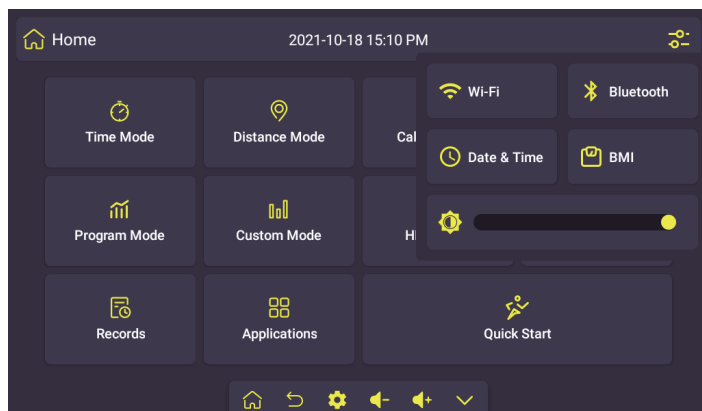 Home
2021-10-18 15:10 PM
Wi-Fi
Bluetooth
Date & Time
BMI
Time Mode
Distance Mode
Cal
Program Mode
Custom Mode
Records
Applications
Quick Start